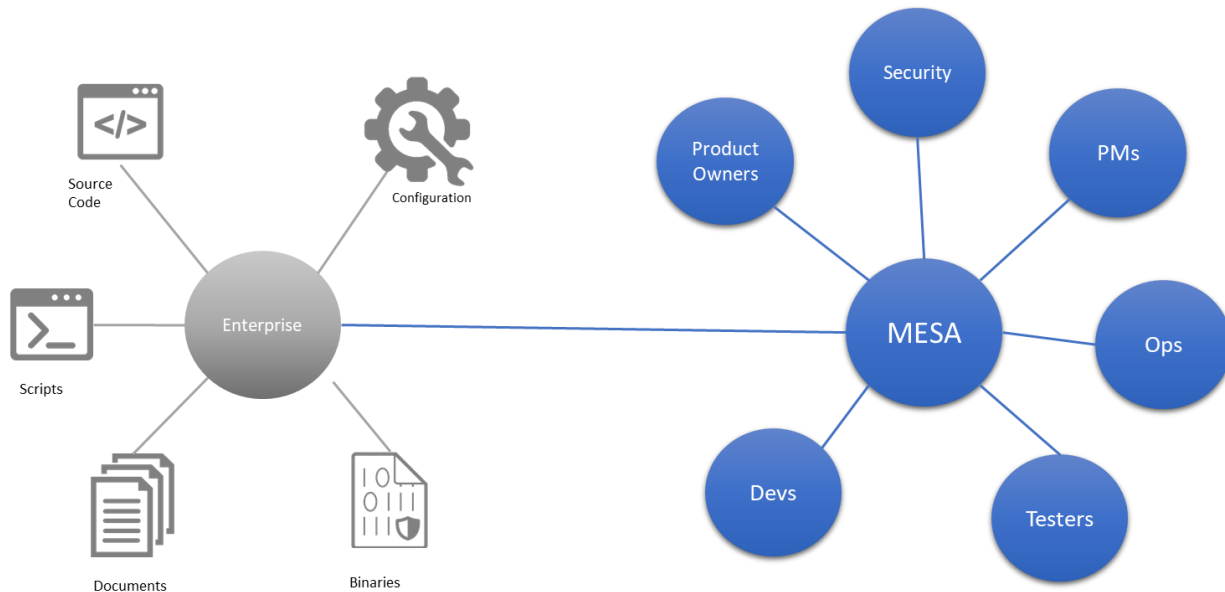 Source
Code
Configuration
Scripts
Enterprise
Documents
Binaries
Security
Product
Owners
PMs
MESA
Ops
Devs
Testers